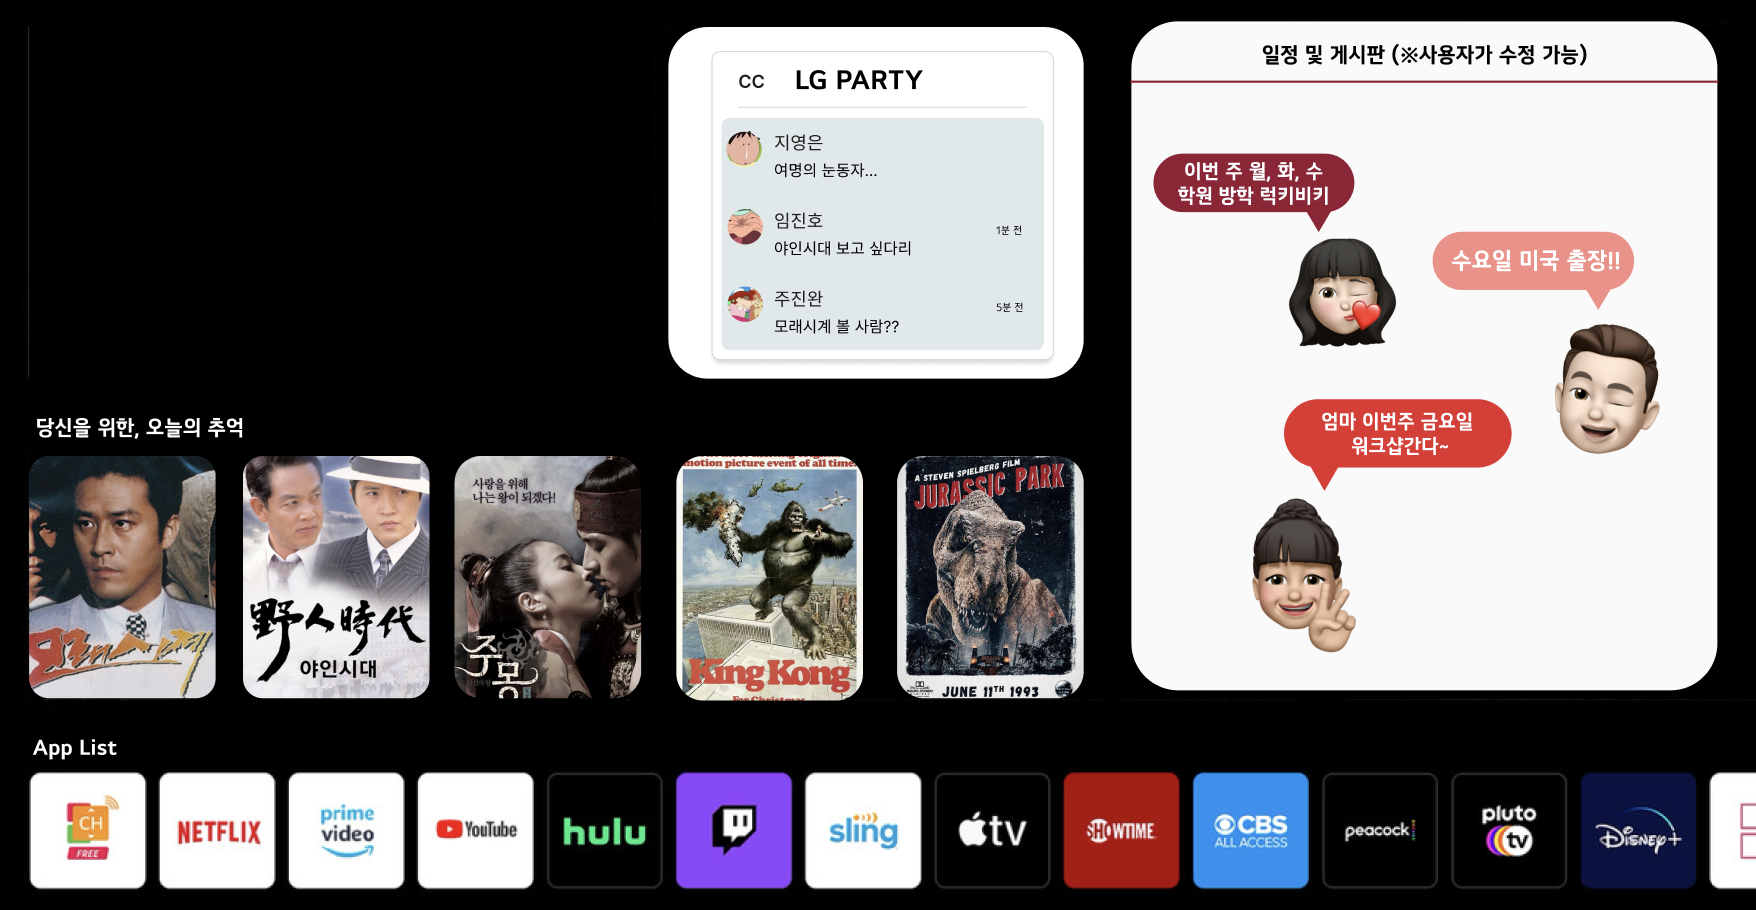 CC LG PARTY
지영은
여명의 눈동자...
임진호
1분 전
야인시대 보고 싶다리
주진완
5분 전
모래시계 볼 사람??
일정 및 게시판 (※사용자가 수정 가능)
이번 주 월, 화, 수
학원 방학 럭키비키
수요일 미국 출장!!
엄마 이번주 금요일
워크샵간다~
당신을 위한, 오늘의 추억
모래시계
野人時代
야인시대
사랑을 위해
나는 왕이 되겠다!
주몽
motion picture event of all time.
King Kong
For Christmas
A STEVEN SPIELBERG FILM
JURASSIC PARK
JUNE 11TH 1993
App List
CH
FREE
NETFLIX
prime
video
YouTube
hulu
sling
tv
SHOWTIME
CBS
ALL ACCESS
peacock
pluto
tv
Disney+